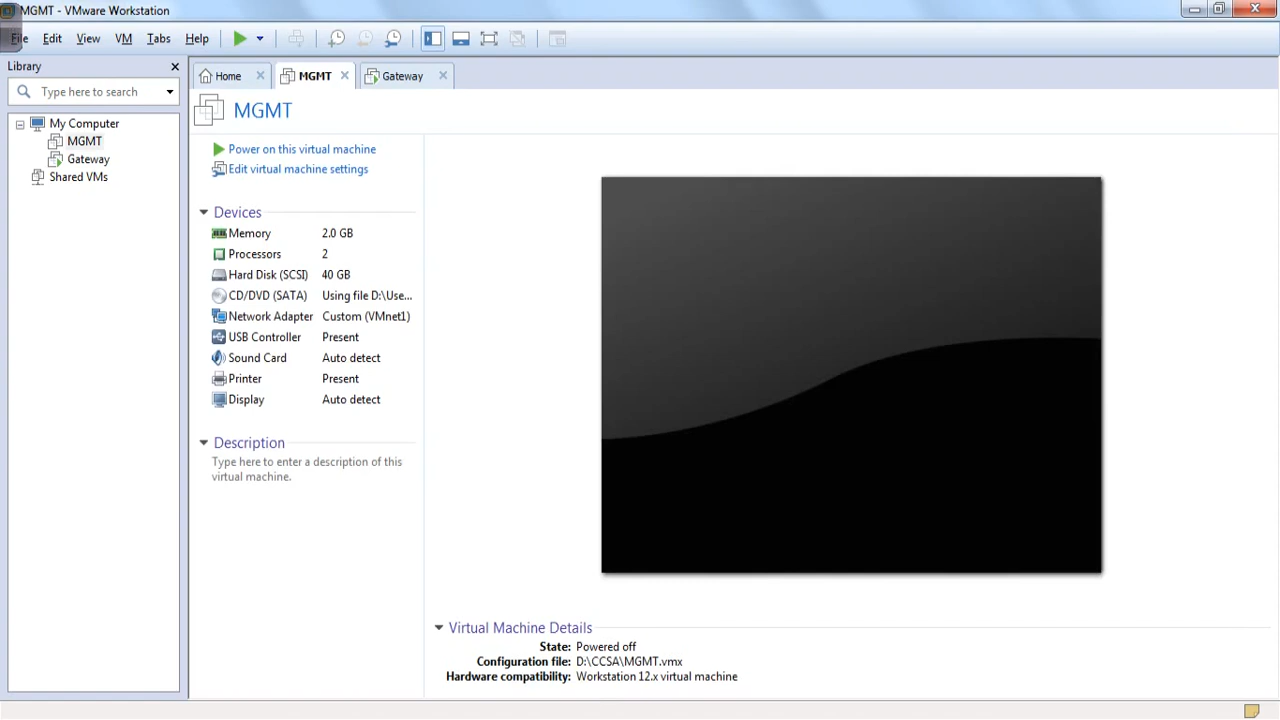 MGMT - VMware Workstation
File Edit View VM Tabs Help
Library
Type here to search
My Computer
MGMT
Gateway
Shared VMs
Home MGMT Gateway
MGMT
Power on this virtual machine
Edit virtual machine settings
Devices
Memory 2.0 GB
Processors 2
Hard Disk (SCSI) 40 GB
CD/DVD (SATA) Using file D:\Use...
Network Adapter Custom (VMnet1)
USB Controller Present
Sound Card Auto detect
Printer Present
Display Auto detect
Description
Type here to enter a description of this
virtual machine.
Virtual Machine Details
State: Powered off
Configuration file: D:\CCSA\MGMT.vmx
Hardware compatibility: Workstation 12.x virtual machine